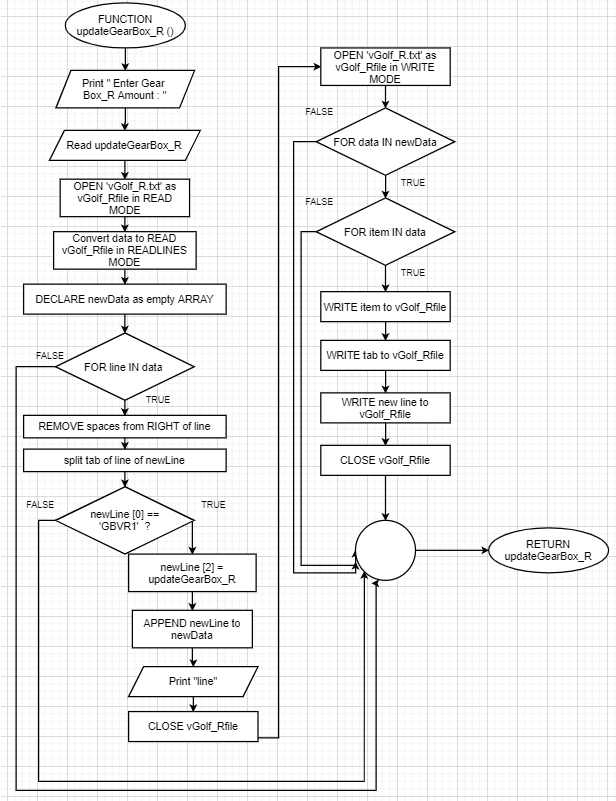 FUNCTION
updateGearBox_R ()
Print " Enter Gear
Box_R Amount : "
Read updateGearBox_R
OPEN 'vGolf_R.txt' as
vGolf_Rfile in READ
MODE
Convert data to READ
vGolf_Rfile in READLINES
MODE
DECLARE newData as empty ARRAY
FALSE
FOR line IN data
TRUE
REMOVE spaces from RIGHT of line
split tab of line of newLine
FALSE
TRUE
newLine [0] ==
'GBVR1' ?
newLine [2] =
updateGearBox_R
APPEND newLine to
newData
Print "line"
CLOSE vGolf_Rfile
OPEN 'vGolf_R.txt' as
vGolf_Rfile in WRITE
MODE
FALSE
FOR data IN newData
TRUE
FALSE
FOR item IN data
TRUE
WRITE item to vGolf_Rfile
WRITE tab to vGolf_Rfile
WRITE new line to
vGolf_Rfile
CLOSE vGolf_Rfile
RETURN
updateGearBox_R